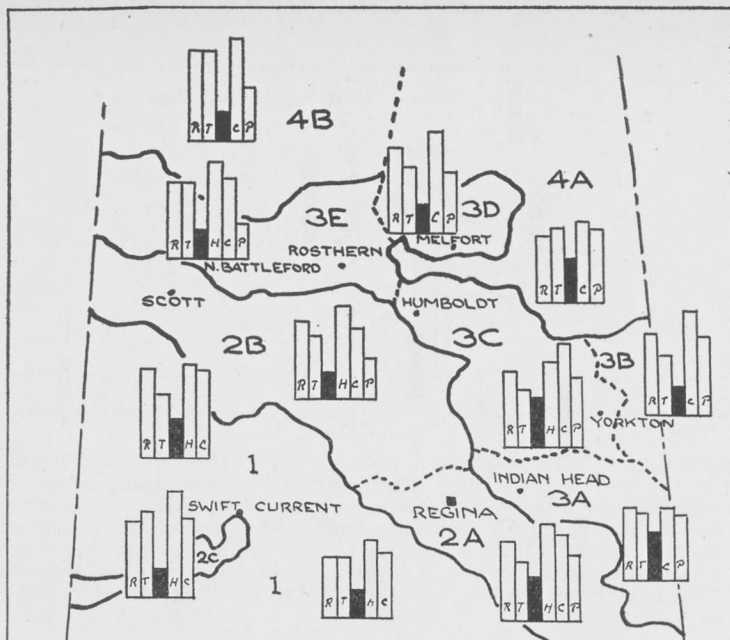 4B
R T C P
4A
R T C P
3D
MELFORT
3E
R T H C P
ROSTHERN
N. BATTLEFORD
R T C P
SCOTT
HUMBOLDT
2B
R T H C P
3C
3B
R T C P
R T H C
R T H C P
YORKTON
1
INDIAN HEAD
3A
SWIFT CURRENT
REGINA
2A
2C
R T H C
1
R T H C
R T H C P
R T C P